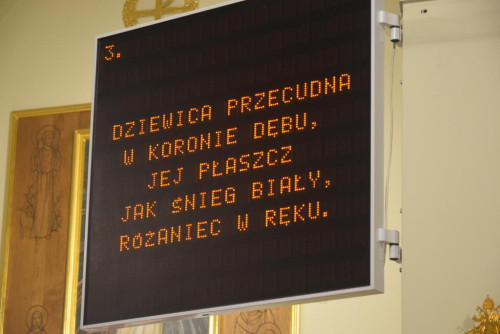 3.
DZIEWICA PRZECUDNA
W KORONIE DĘBU,
JEJ PŁASZCZ
JAK ŚNIEG BIAŁY,
RÓŻANIEC W RĘKU.